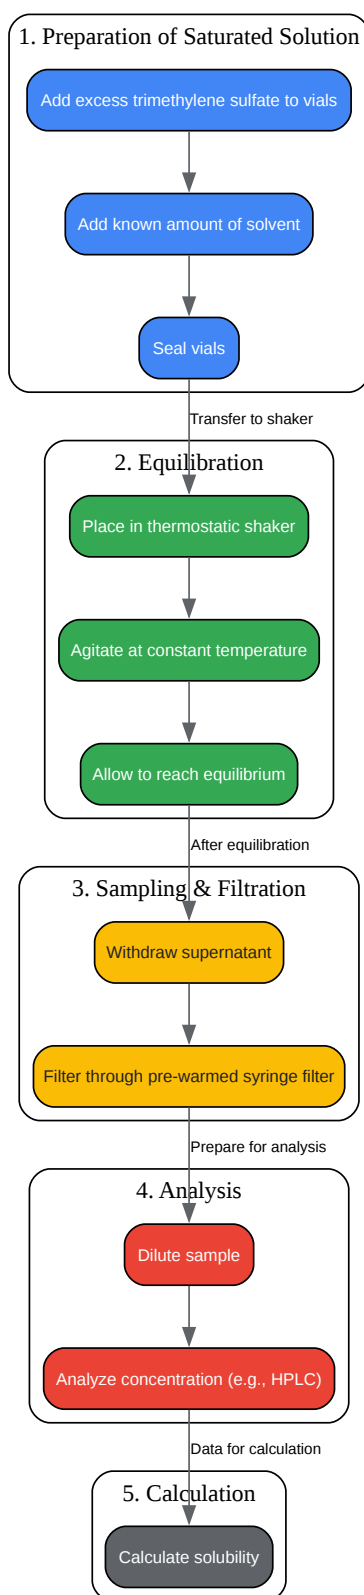 1. Preparation of Saturated Solution
Add excess trimethylene sulfate to vials
Add known amount of solvent
Seal vials
Transfer to shaker
2. Equilibration
Place in thermostatic shaker
Agitate at constant temperature
Allow to reach equilibrium
After equilibration
3. Sampling & Filtration
Withdraw supernatant
Filter through pre-warmed syringe filter
Prepare for analysis
4. Analysis
Dilute sample
Analyze concentration (e.g., HPLC)
Data for calculation
5. Calculation
Calculate solubility